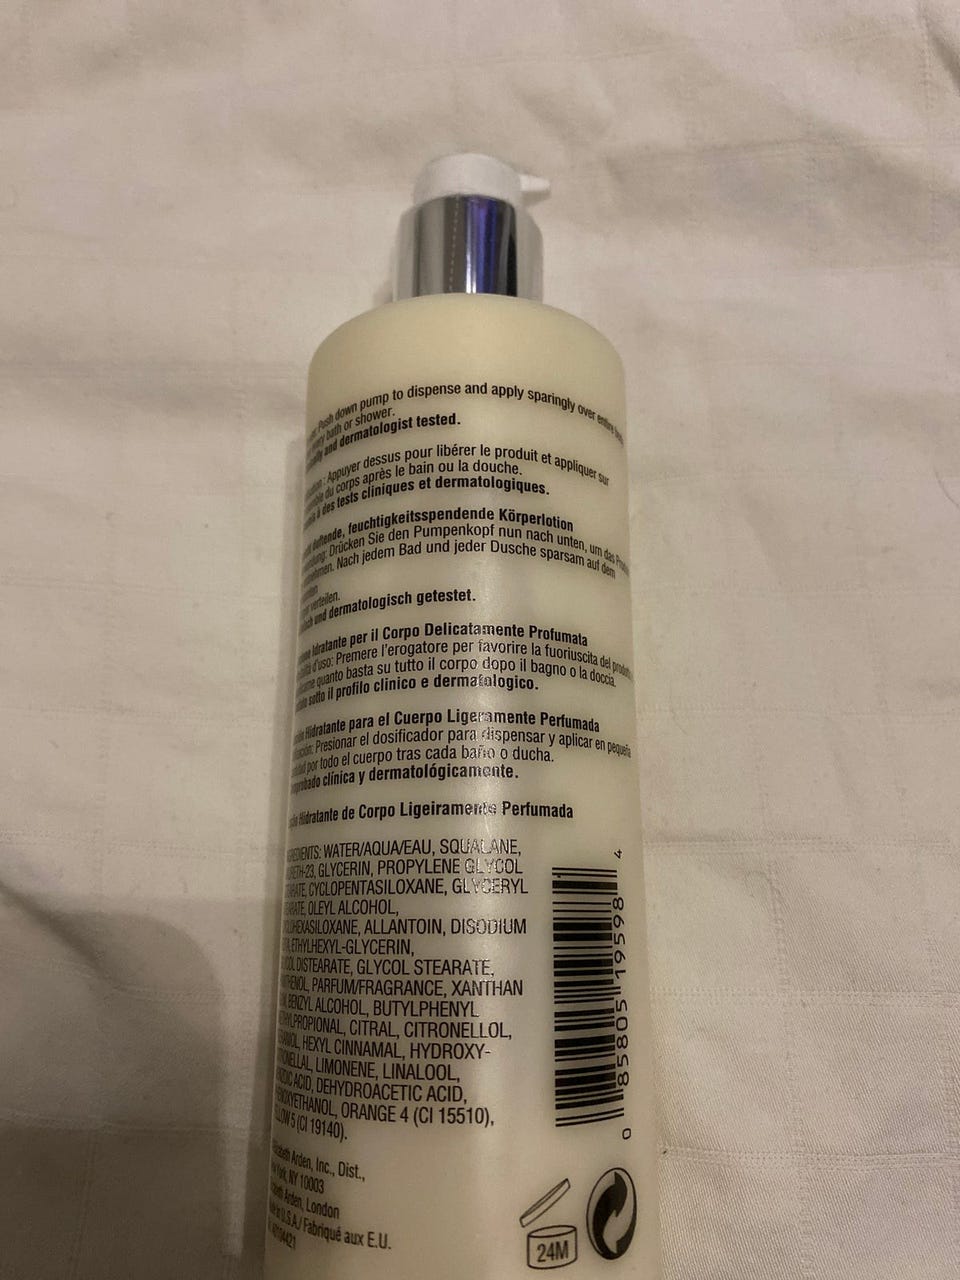 Push down pump to dispense and apply sparingly over entire
every bath or shower.
and dermatologist tested.
: Appuyer dessus pour libérer le produit et appliquer sur
du corps après le bain ou la douche.
à des tests cliniques et dermatologiques.
duftende, feuchtigkeitsspendende Körperlotion
Drücken Sie den Pumpenkopf nun nach unten, um das
Nach jedem Bad und jeder Dusche sparsam auf dem
verteilen.
und dermatologisch getestet.
Idratante per il Corpo Delicatamente Profumata
d'uso: Premere l'erogatore per favorire la fuoriuscita del
quanto basta su tutto il corpo dopo il bagno o la doccia.
sotto il profilo clinico e dermatologico.
Hidratante para el Cuerpo Ligeramente Perfumada
Presionar el dosificador para dispensar y aplicar en pequeña
por todo el cuerpo tras cada baño o ducha.
clínica y dermatológicamente.
Hidratante de Corpo Ligeiramente Perfumada
WATER/AQUA/EAU, SQUALANE,
GLYCERIN, PROPYLENE GLYCOL
CYCLOPENTASILOXANE, GLYCERYL
OLEYL ALCOHOL,
ALLANTOIN, DISODIUM
ETHYLHEXYL-GLYCERIN,
DISTEARATE, GLYCOL STEARATE,
PARFUM/FRAGRANCE, XANTHAN
BENZYL ALCOHOL, BUTYLPHENYL
CITRAL, CITRONELLOL,
HEXYL CINNAMAL, HYDROXY-
LIMONENE, LINALOOL,
ACID, DEHYDROACETIC ACID,
ORANGE 4 (CI 15510),
5 (CI 19140).
Arden, Inc., Dist.,
NY 10003
Arden, London
U.S.A./ Fabriqué aux E.U.
0 85805 19598 4
24M